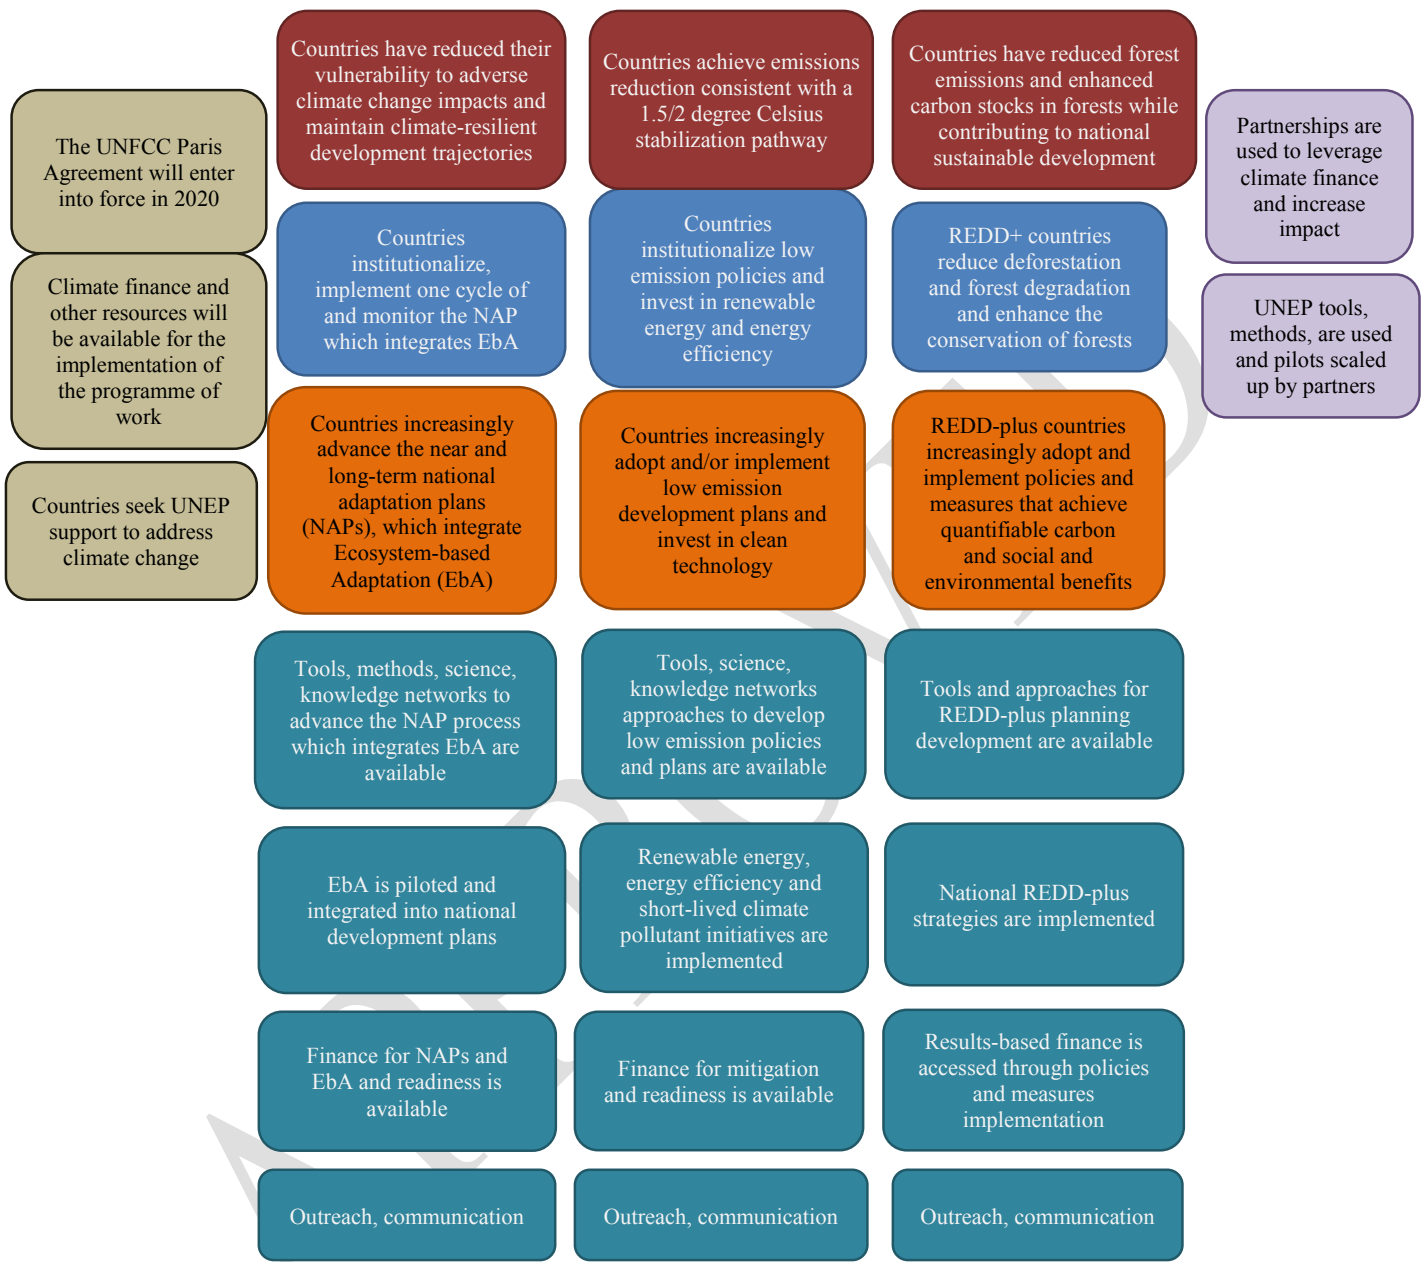 The UNFCC Paris
Agreement will enter
into force in 2020
Climate finance and
other resources will
be available for the
implementation of
the programme of
work
Countries seek UNEP
support to address
climate change
Countries have reduced their
vulnerability to adverse
climate change impacts and
maintain climate-resilient
development trajectories
Countries achieve emissions
reduction consistent with a
1.5/2 degree Celsius
stabilization pathway
Countries have reduced forest
emissions and enhanced
carbon stocks in forests while
contributing to national
sustainable development
Countries
institutionalize,
implement one cycle of
and monitor the NAP
which integrates EbA
Countries
institutionalize low
emission policies and
invest in renewable
energy and energy
efficiency
REDD+ countries
reduce deforestation
and forest degradation
and enhance the
conservation of forests
Countries increasingly
advance the near and
long-term national
adaptation plans
(NAPs), which integrate
Ecosystem-based
Adaptation (EbA)
Countries increasingly
adopt and/or implement
low emission
development plans and
invest in clean
technology
REDD-plus countries
increasingly adopt and
implement policies and
measures that achieve
quantifiable carbon
and social and
environmental benefits
Tools, methods, science,
knowledge networks to
advance the NAP process
which integrates EbA are
available
Tools, science,
knowledge networks
approaches to develop
low emission policies
and plans are available
Tools and approaches for
REDD-plus planning
development are available
EbA is piloted and
integrated into national
development plans
Renewable energy,
energy efficiency and
short-lived climate
pollutant initiatives are
implemented
National REDD-plus
strategies are implemented
Finance for NAPs and
EbA and readiness is
available
Finance for mitigation
and readiness is available
Results-based finance is
accessed through policies
and measures
implementation
Outreach, communication
Outreach, communication
Outreach, communication
Partnerships are
used to leverage
climate finance
and increase
impact
UNEP tools,
methods, are used
and pilots scaled
up by partners